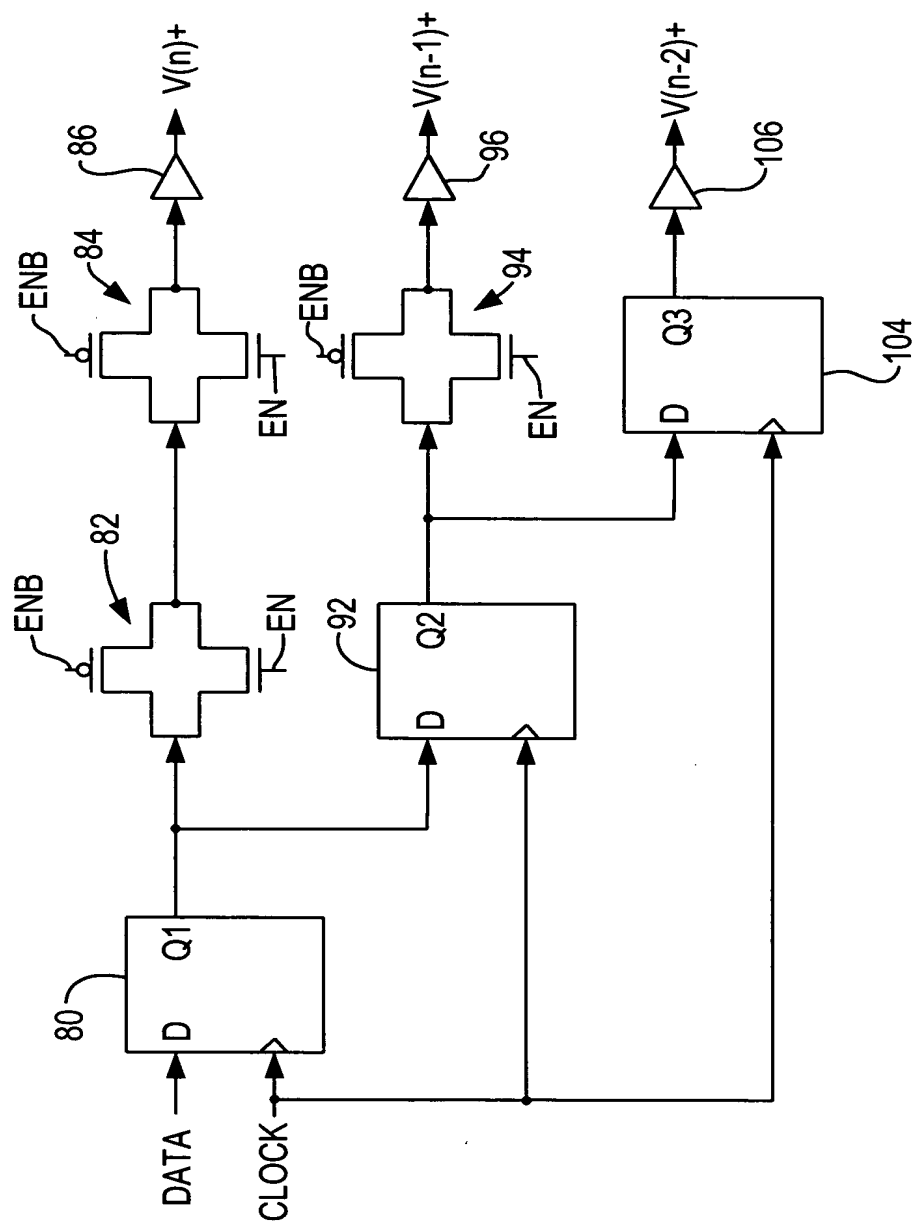 DATA
CLOCK
80
D
Q1
ENB
82
EN
ENB
84
EN
86
V(n)+
92
D
Q2
ENB
94
EN
96
V(n-1)+
D
Q3
104
106
V(n-2)+